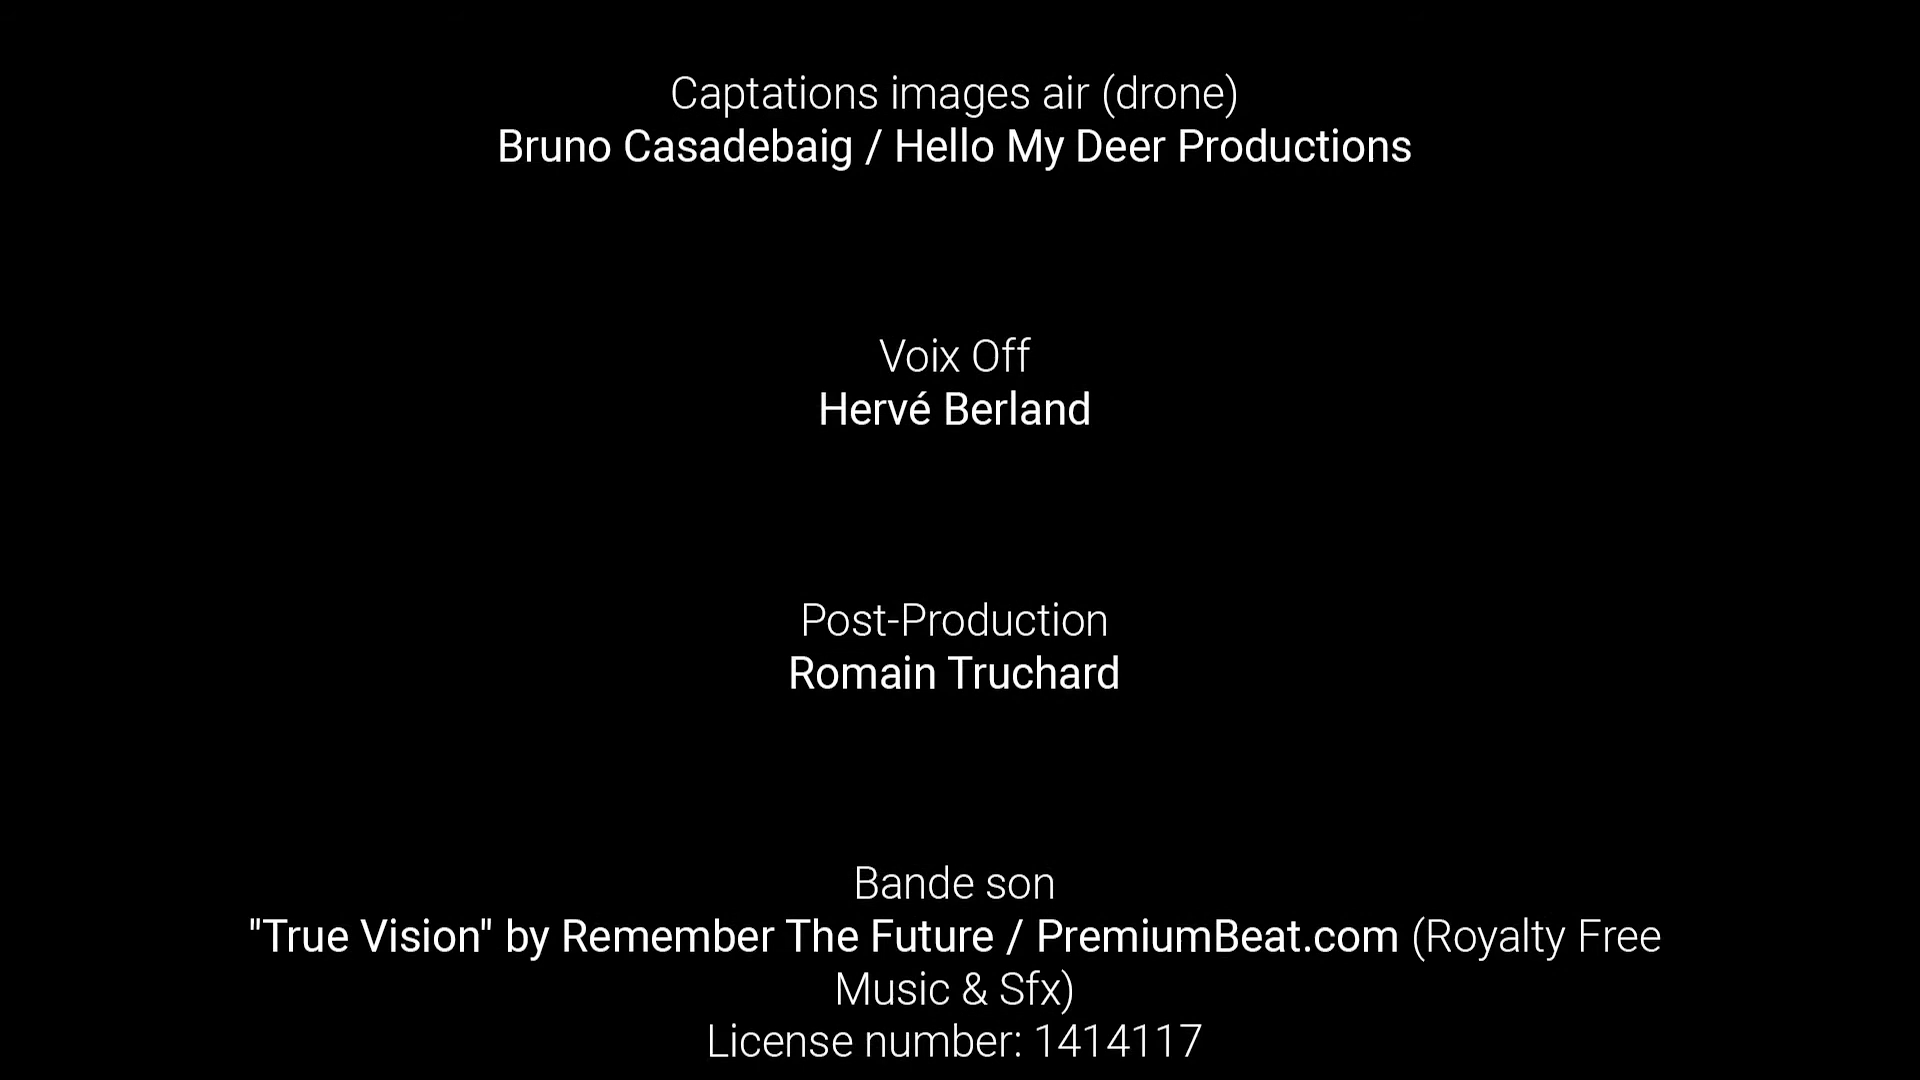 Captations images air (drone)
Bruno Casadebaig / Hello My Deer Productions
Voix Off
Hervé Berland
Post-Production
Romain Truchard
Bande son
"True Vision" by Remember The Future / PremiumBeat.com (Royalty Free
Music & Sfx)
License number: 1414117